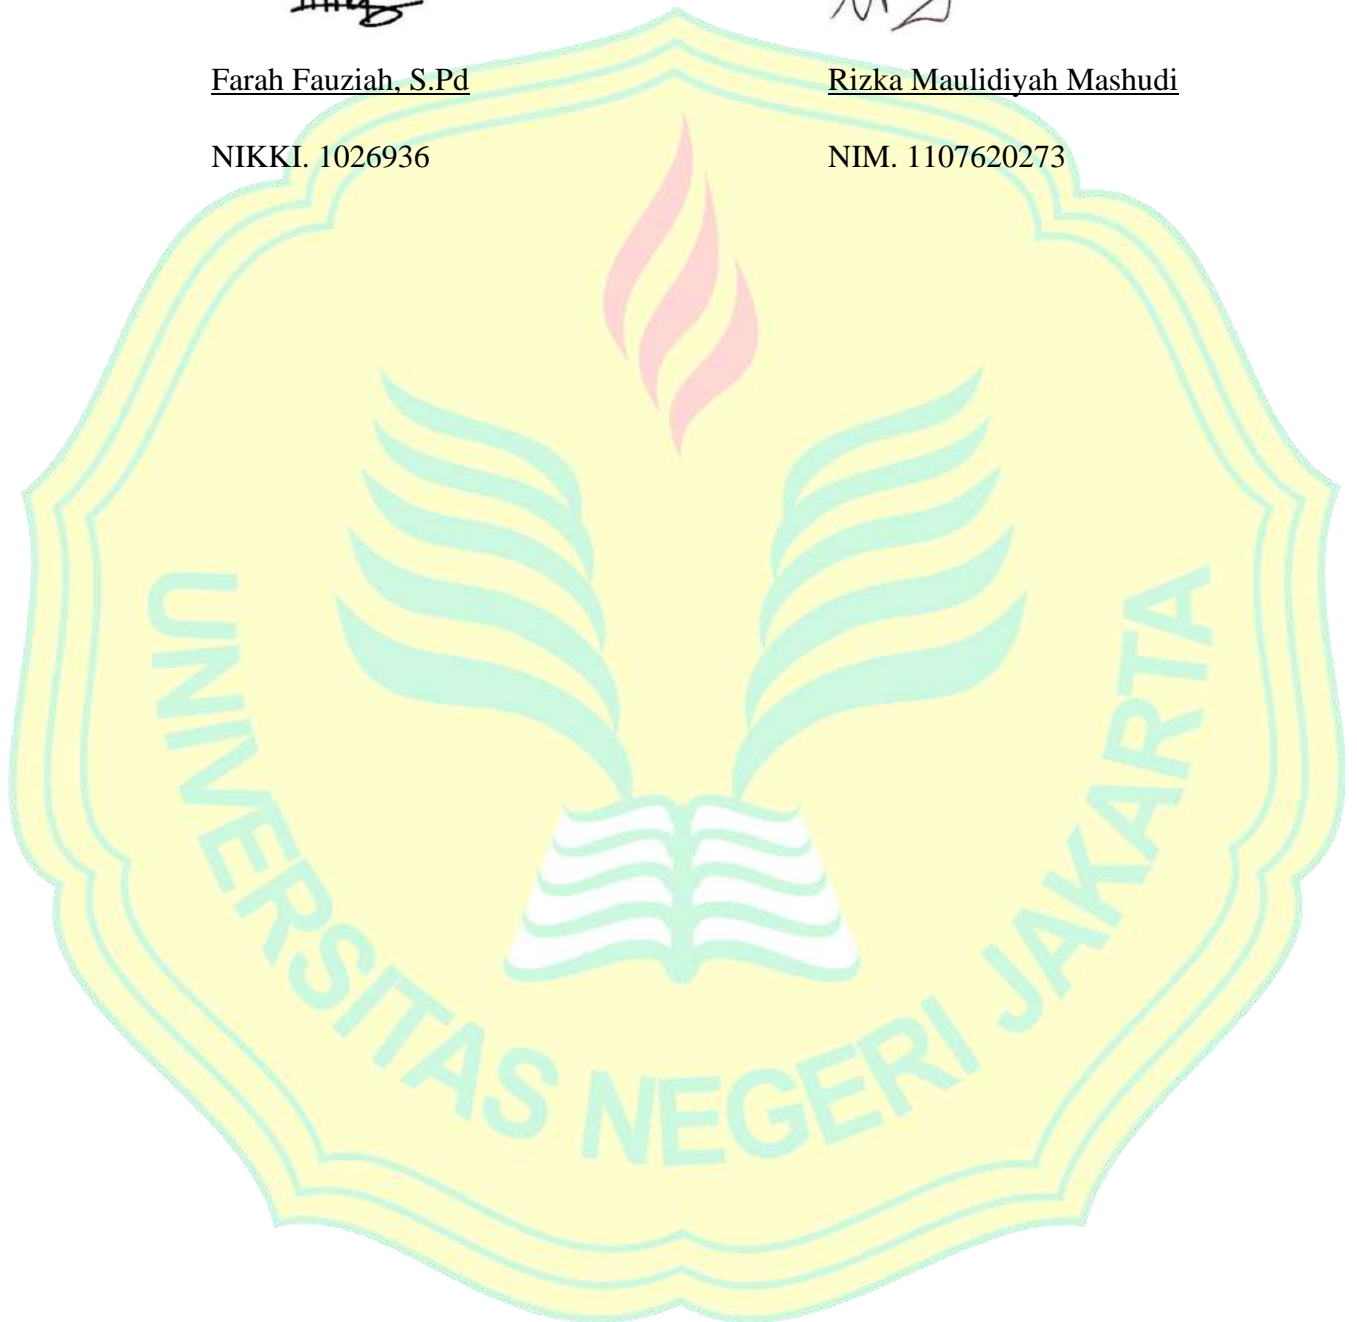 Farah Fauziah, S.Pd
Rizka Maulidiyah Mashudi
NIKKI. 1026936
NIM. 1107620273
UNIVERSITAS NEGERI JAKARTA